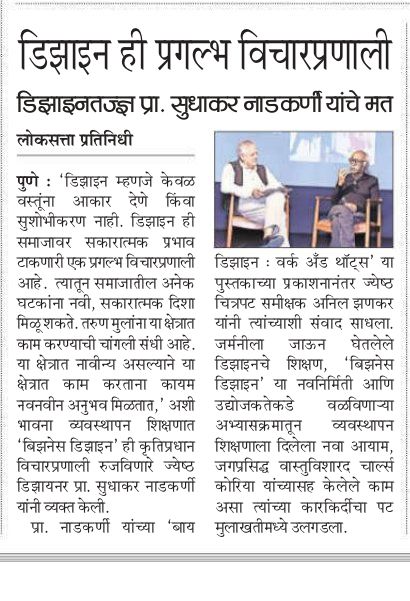 डिझाइन ही प्रगल्भ विचारप्रणाली
डिझाइनतज्ज्ञ प्रा. सुधाकर नाडकर्णी यांचे मत
लोकसत्ता प्रतिनिधी
पुणे : 'डिझाइन म्हणजे केवळ
वस्तूंना आकार देणे किंवा
सुशोभीकरण नाही. डिझाइन ही
समाजावर सकारात्मक प्रभाव
टाकणारी एक प्रगल्भ विचारप्रणाली
आहे. त्यातून समाजातील अनेक
घटकांना नवी, सकारात्मक दिशा
मिळू शकते. तरुण मुलांना या क्षेत्रात
काम करण्याची चांगली संधी आहे.
या क्षेत्रात नावीन्य असल्याने या
क्षेत्रात काम करताना कायम
नवनवीन अनुभव मिळतात,' अशी
भावना व्यवस्थापन शिक्षणात
'बिझनेस डिझाइन' ही कृतिप्रधान
विचारप्रणाली रुजविणारे ज्येष्ठ
डिझायनर प्रा. सुधाकर नाडकर्णी
यांनी व्यक्त केली.
प्रा. नाडकर्णी यांच्या 'बाय
डिझाइन : वर्क अँड थॉट्स' या
पुस्तकाच्या प्रकाशनानंतर ज्येष्ठ
चित्रपट समीक्षक अनिल झणकर
यांनी त्यांच्याशी संवाद साधला.
जर्मनीला जाऊन घेतलेले
डिझाइनचे शिक्षण, 'बिझनेस
डिझाइन' या नवनिर्मिती आणि
उद्योजकतेकडे वळविणाऱ्या
अभ्यासक्रमातून व्यवस्थापन
शिक्षणाला दिलेला नवा आयाम,
जगप्रसिद्ध वास्तुविशारद चार्ल्स
कोरिया यांच्यासह केलेले काम
असा त्यांच्या कारकिर्दीचा पट
मुलाखतीमध्ये उलगडला.